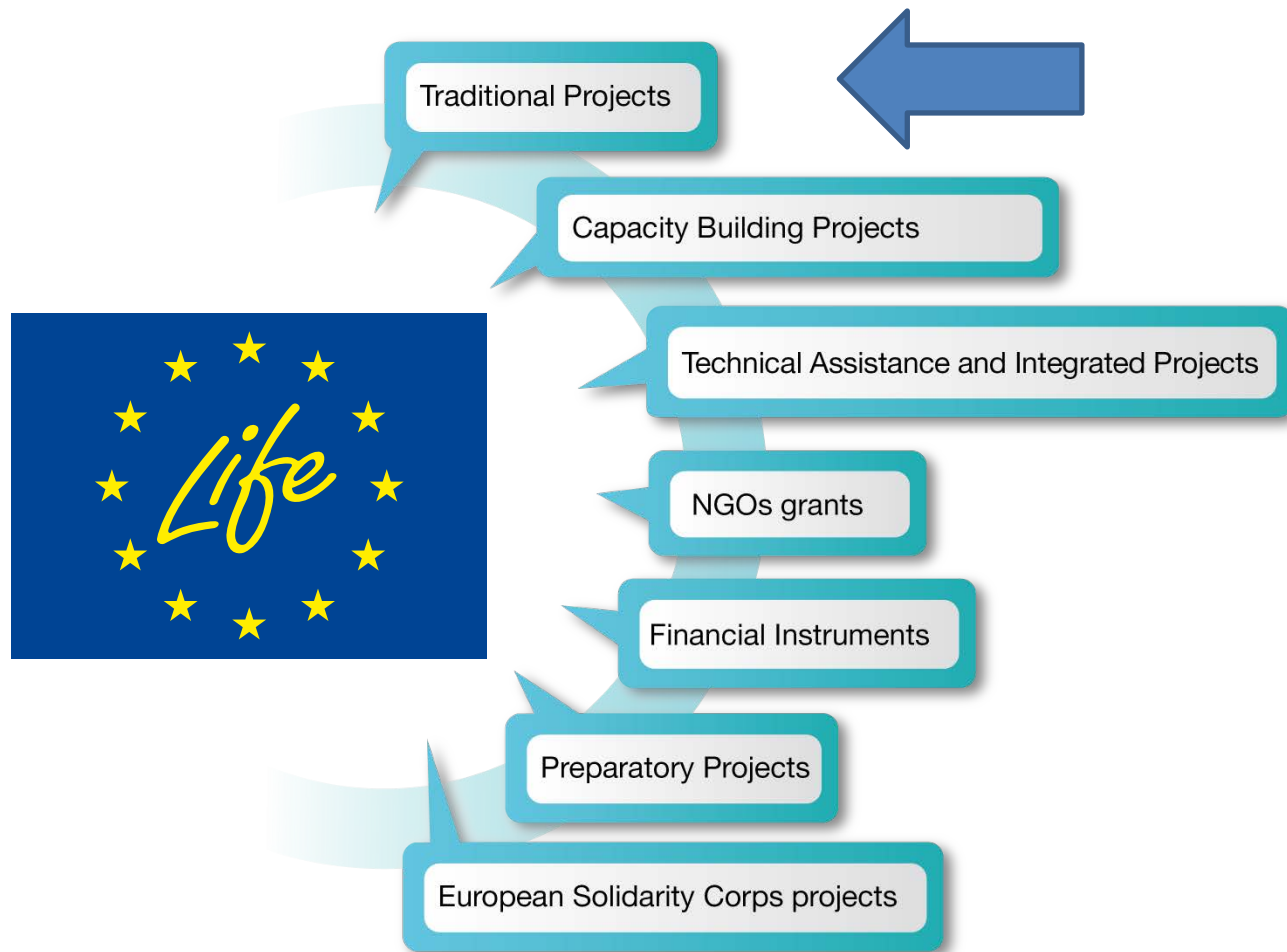 Traditional Projects
Capacity Building Projects
Technical Assistance and Integrated Projects
Life
NGOs grants
Financial Instruments
Preparatory Projects
European Solidarity Corps projects